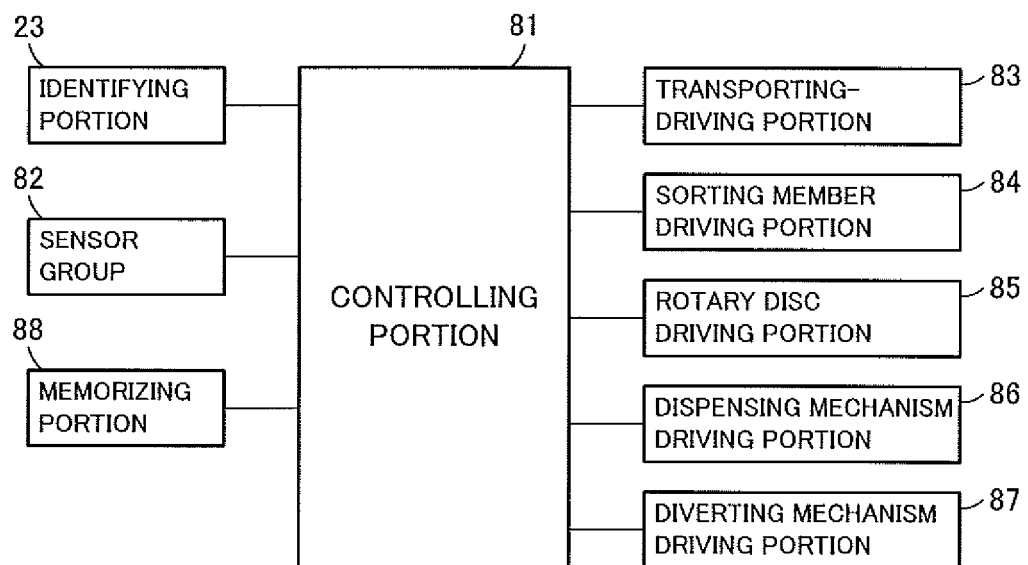 23
IDENTIFYING
PORTION
82
SENSOR
GROUP
88
MEMORIZING
PORTION
81
CONTROLLING
PORTION
83
TRANSPORTING-
DRIVING PORTION
84
SORTING MEMBER
DRIVING PORTION
85
ROTARY DISC
DRIVING PORTION
86
DISPENSING MECHANISM
DRIVING PORTION
87
DIVERTING MECHANISM
DRIVING PORTION